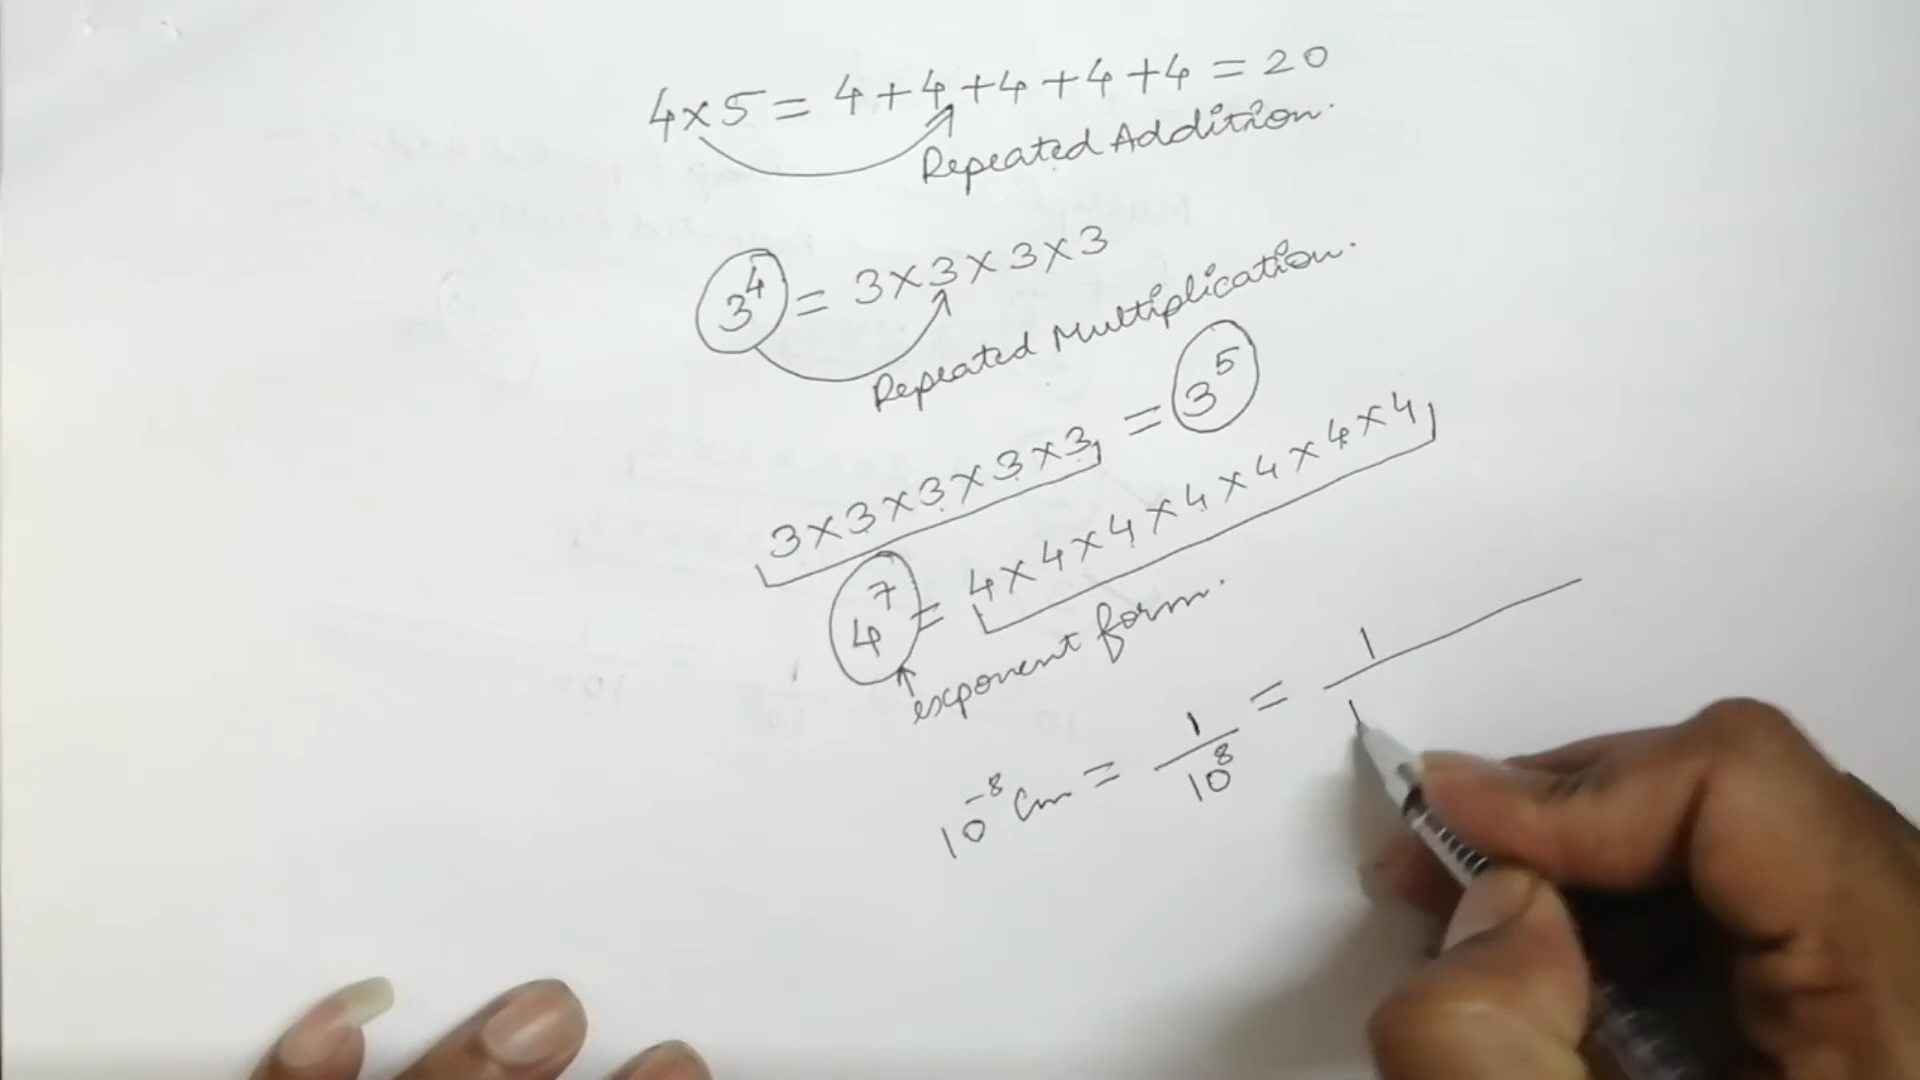 4×5 = 4+4+4+4+4 = 20
Repeated Addition.
3⁴ = 3×3×3×3
Repeated Multiplication.
3×3×3×3×3 = 3⁵
4⁷ = 4×4×4×4×4×4×4
exponent form.
10⁻⁸ cm = 1/10⁸ = 1/1